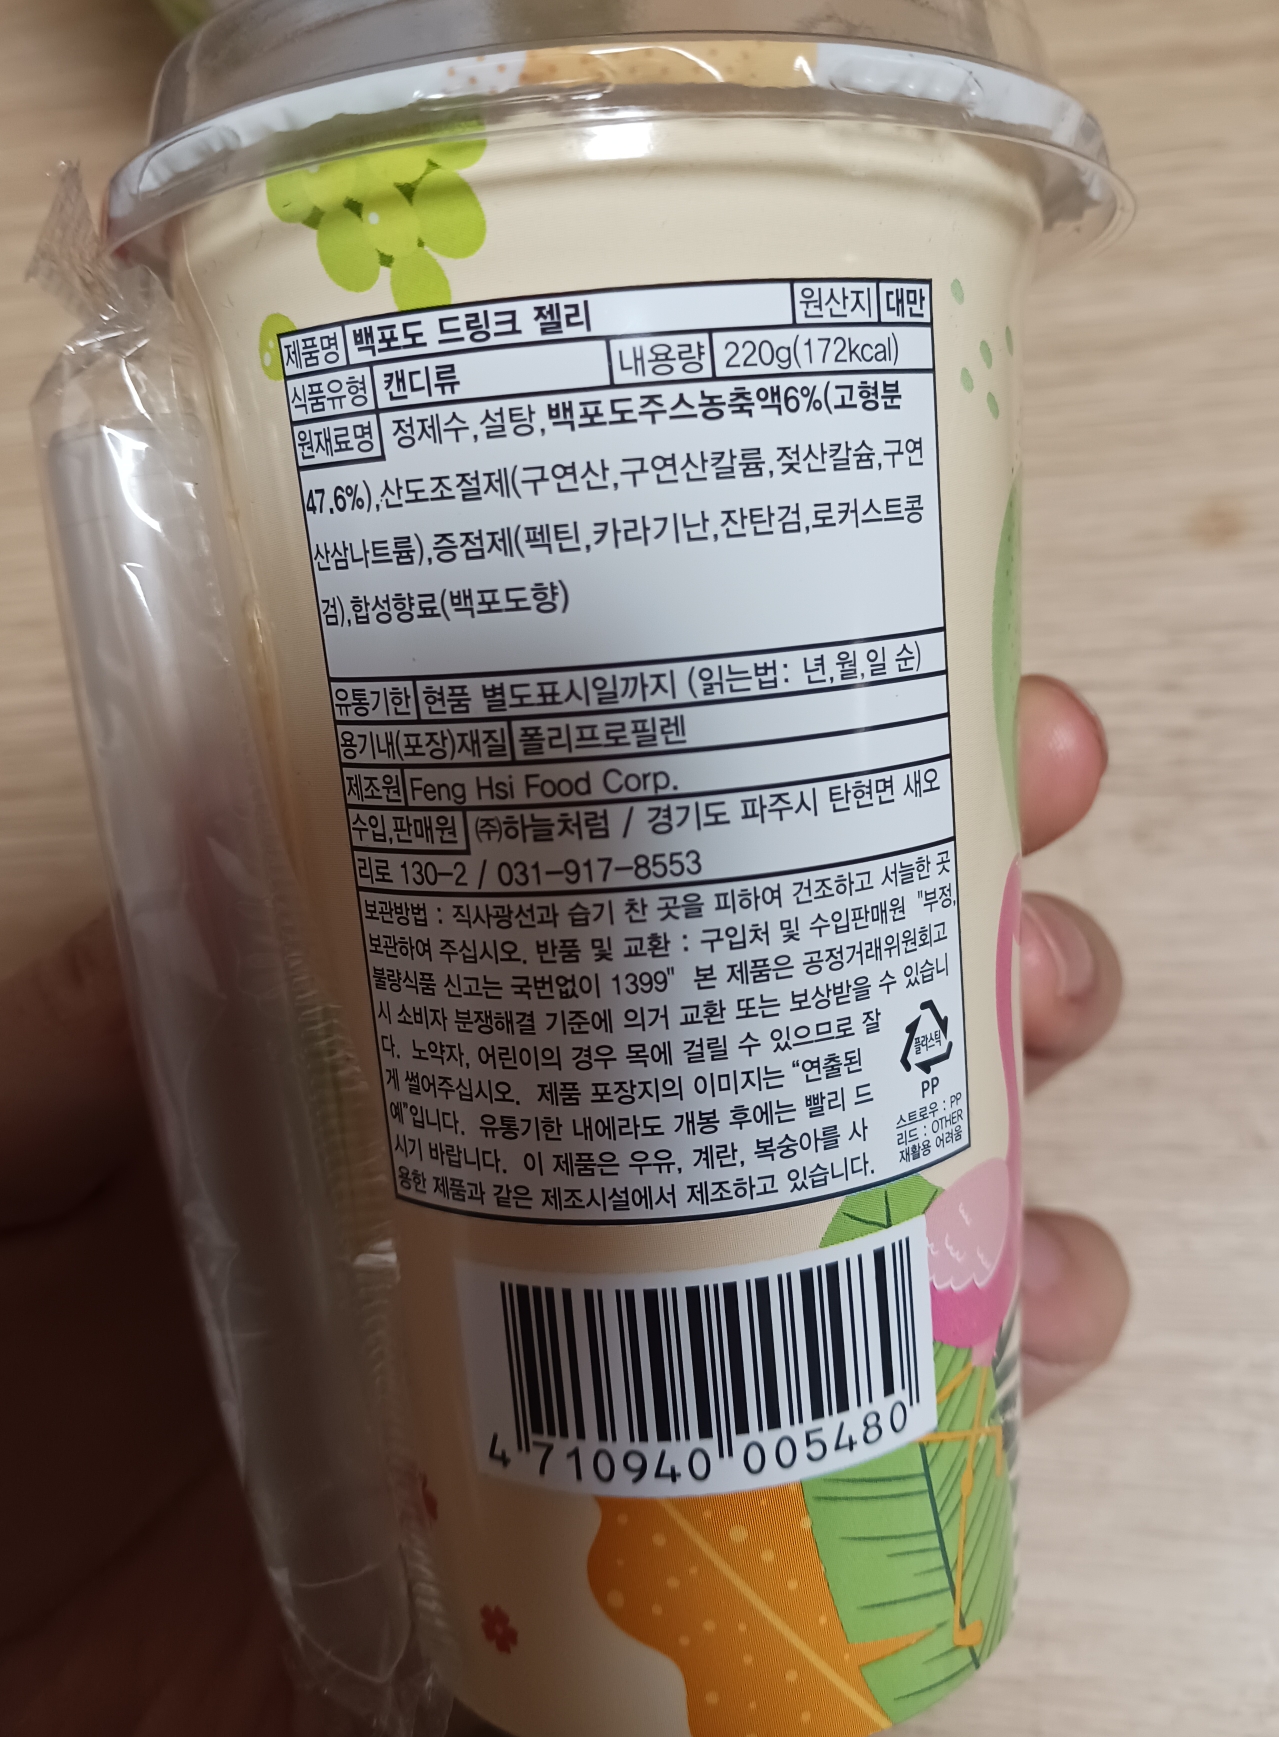 제품명 백포도 드링크 젤리 원산지 대만
식품유형 캔디류 내용량 220g(172kcal)
원재료명 정제수,설탕,백포도주스농축액6%(고형분
47.6%),산도조절제(구연산,구연산칼륨,젖산칼슘,구연
산삼나트륨),증점제(펙틴,카라기난,잔탄검,로커스트콩
검),합성향료(백포도향)
유통기한 현품 별도표시일까지 (읽는법: 년,월,일 순)
용기내(포장)재질 폴리프로필렌
제조원 Feng Hsi Food Corp.
수입,판매원 ㈜하늘처럼 / 경기도 파주시 탄현면 새오
리로 130-2 / 031-917-8553
보관방법 : 직사광선과 습기 찬 곳을 피하여 건조하고 서늘한 곳
보관하여 주십시오. 반품 및 교환 : 구입처 및 수입판매원 "부정,
불량식품 신고는 국번없이 1399" 본 제품은 공정거래위원회고
시 소비자 분쟁해결 기준에 의거 교환 또는 보상받을 수 있습니
다. 노약자, 어린이의 경우 목에 걸릴 수 있으므로 잘
게 썰어주십시오. 제품 포장지의 이미지는 “연출된
예"입니다. 유통기한 내에라도 개봉 후에는 빨리 드
시기 바랍니다. 이 제품은 우유, 계란, 복숭아를 사
용한 제품과 같은 제조시설에서 제조하고 있습니다.
플라스틱
PP
스트로우 : PP
리드 : OTHER
재활용 어려움
4 710940 005480